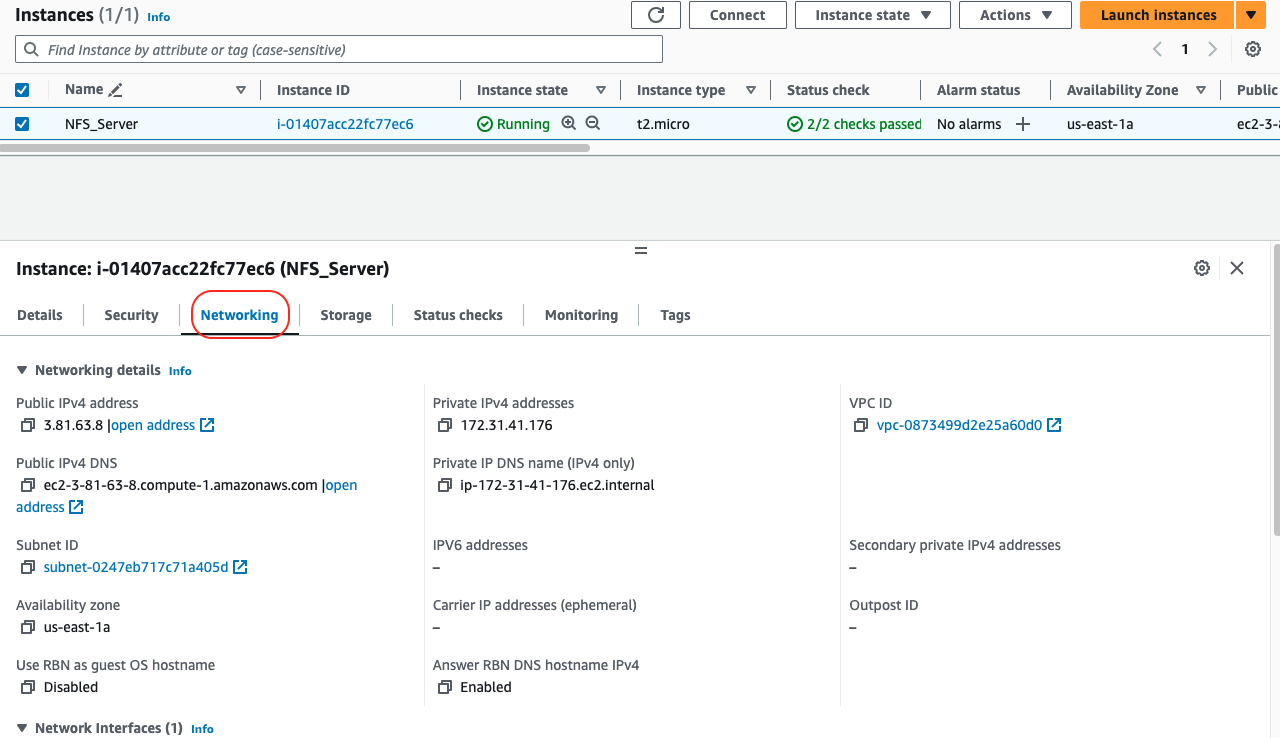 Instances (1/1) Info
Connect
Instance state
Actions
Launch instances
Find Instance by attribute or tag (case-sensitive)
1
Name
Instance ID
Instance state
Instance type
Status check
Alarm status
Availability Zone
Public
NFS_Server
i-01407acc22fc77ec6
Running
t2.micro
2/2 checks passed
No alarms
us-east-1a
ec2-3-8
Instance: i-01407acc22fc77ec6 (NFS_Server)
Details
Security
Networking
Storage
Status checks
Monitoring
Tags
Networking details Info
Public IPv4 address
3.81.63.8 |open address
Private IPv4 addresses
172.31.41.176
VPC ID
vpc-0873499d2e25a60d0
Public IPv4 DNS
ec2-3-81-63-8.compute-1.amazonaws.com |open
address
Private IP DNS name (IPv4 only)
ip-172-31-41-176.ec2.internal
Subnet ID
subnet-0247eb717c71a405d
IPV6 addresses
–
Secondary private IPv4 addresses
–
Availability zone
us-east-1a
Carrier IP addresses (ephemeral)
–
Outpost ID
–
Use RBN as guest OS hostname
Disabled
Answer RBN DNS hostname IPv4
Enabled
Network Interfaces (1) Info